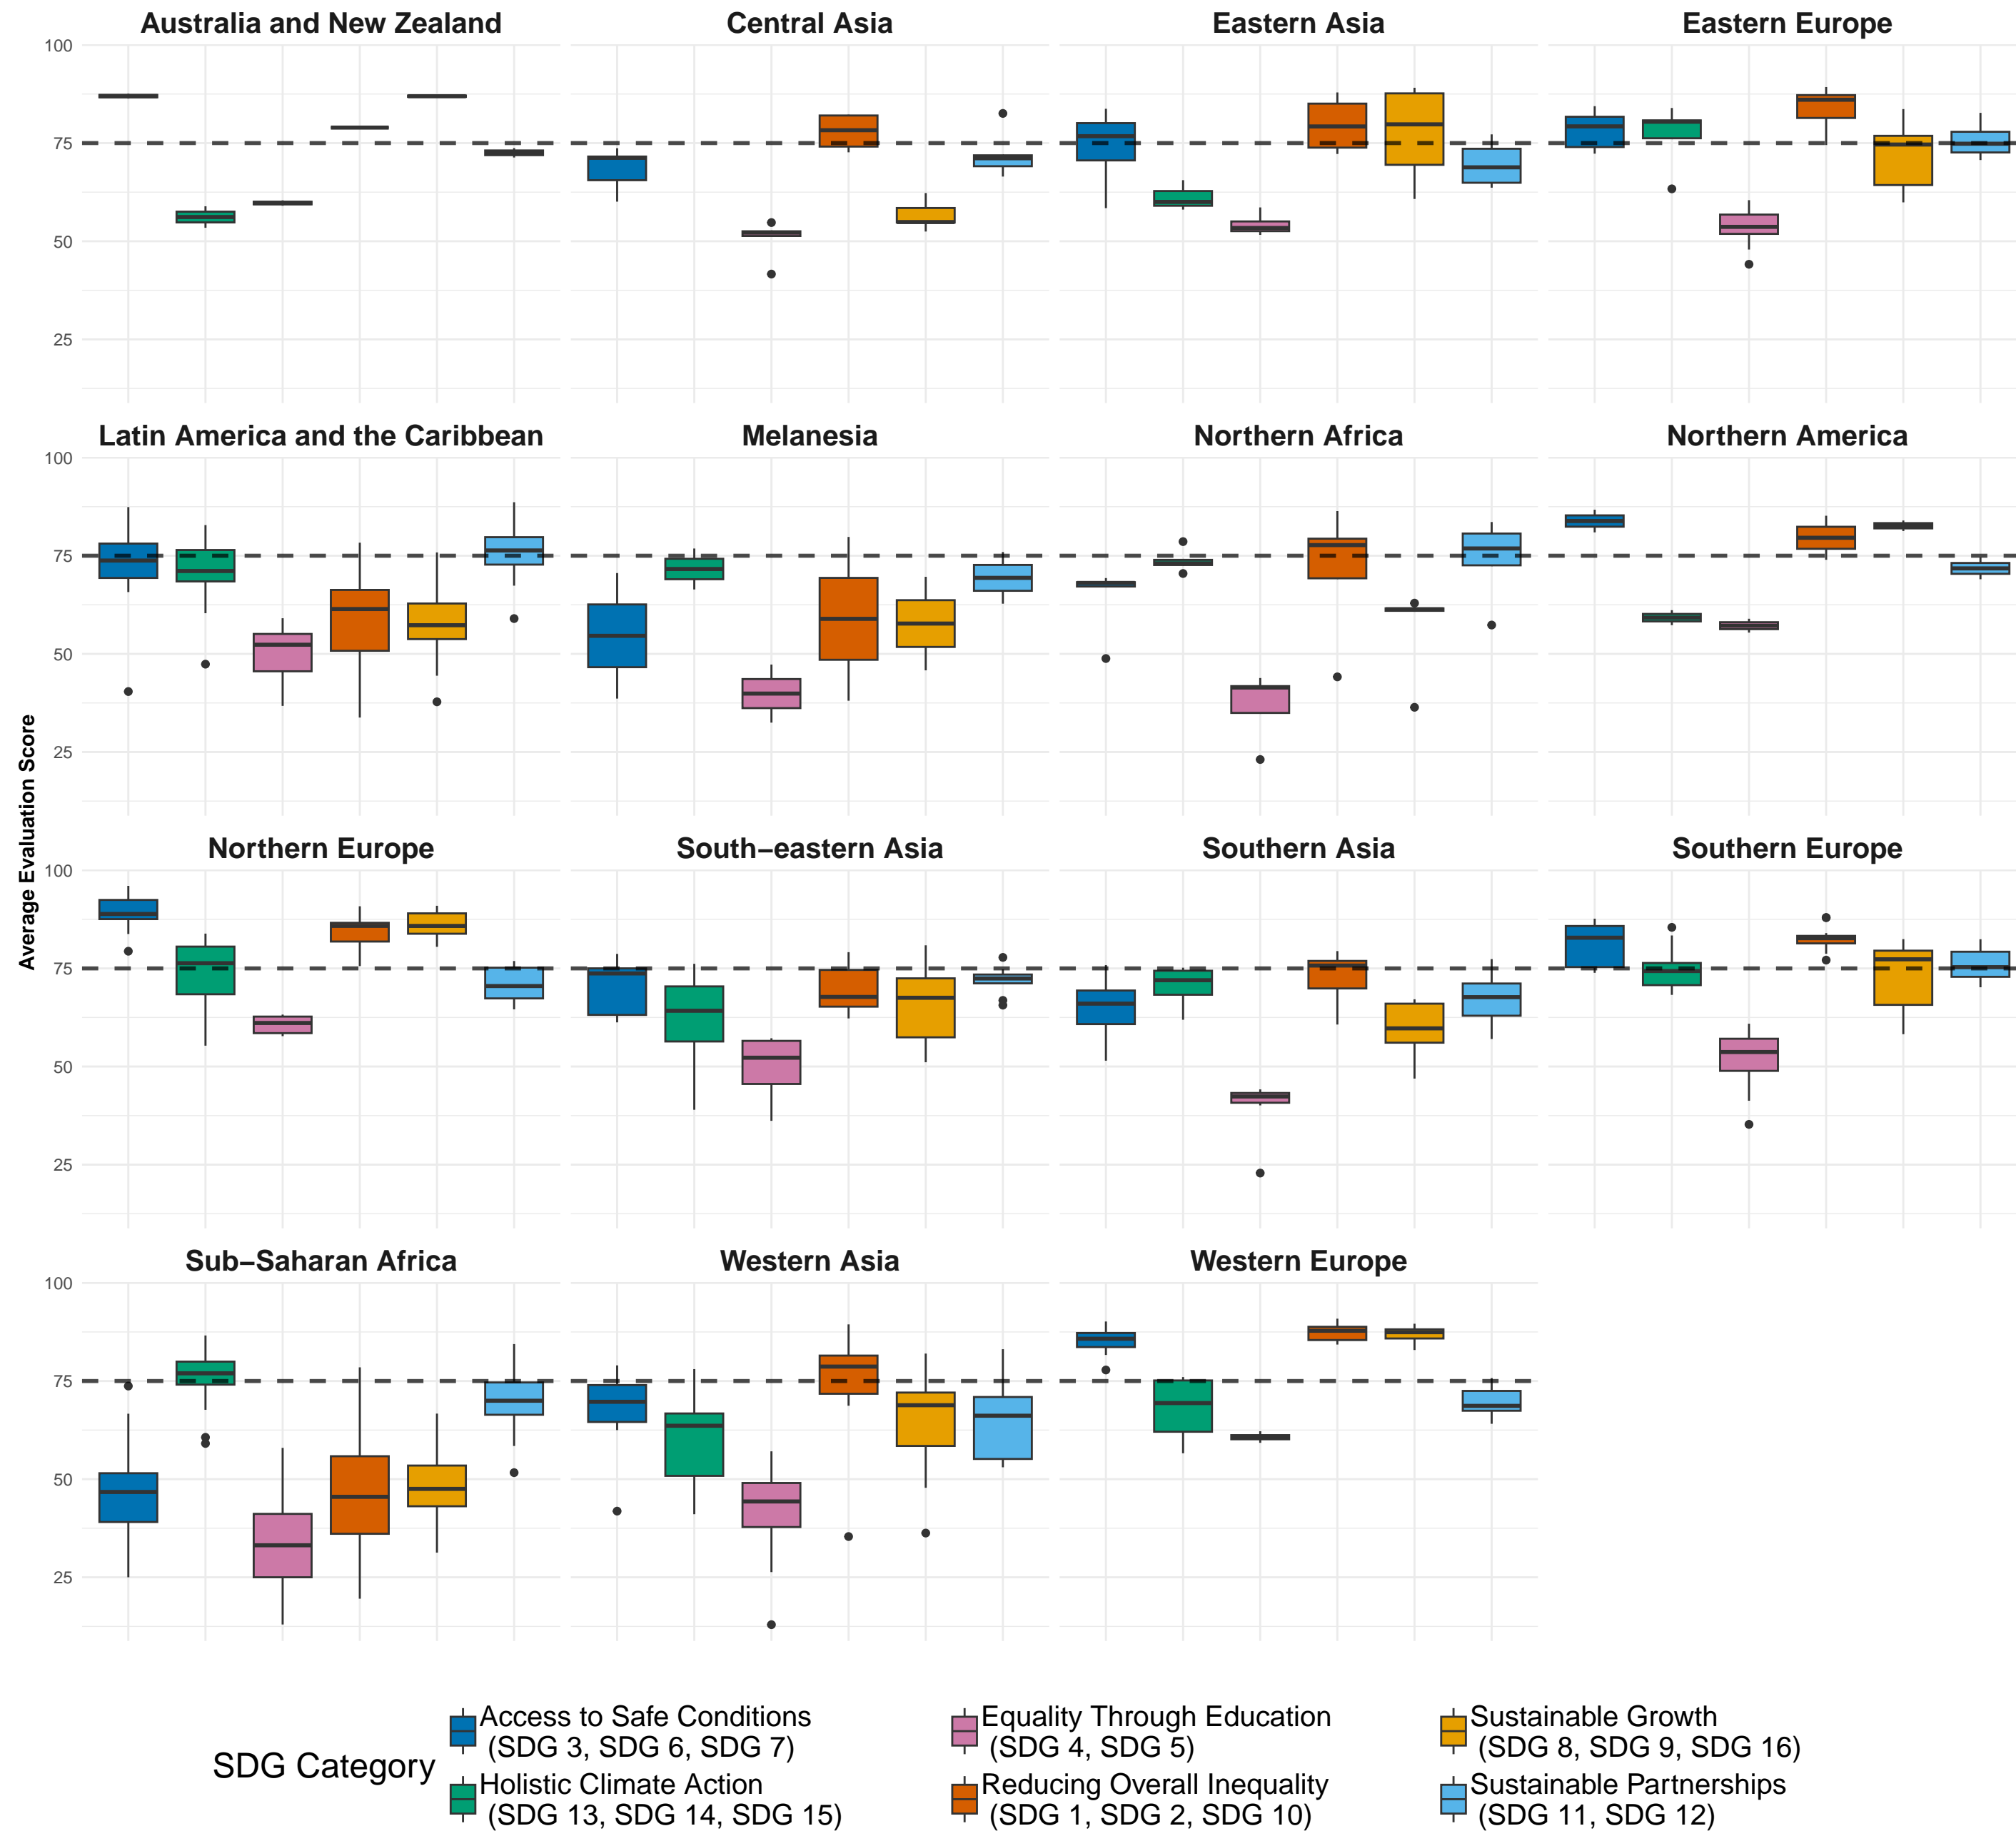 Australia and New Zealand
Central Asia
Eastern Asia
Eastern Europe
100
75
50
25
Latin America and the Caribbean
Melanesia
Northern Africa
Northern America
100
75
50
25
Average Evaluation Score
Northern Europe
South−eastern Asia
Southern Asia
Southern Europe
100
75
50
25
Sub−Saharan Africa
Western Asia
Western Europe
100
75
50
25
SDG Category
Access to Safe Conditions
(SDG 3, SDG 6, SDG 7)
Holistic Climate Action
(SDG 13, SDG 14, SDG 15)
Equality Through Education
(SDG 4, SDG 5)
Reducing Overall Inequality
(SDG 1, SDG 2, SDG 10)
Sustainable Growth
(SDG 8, SDG 9, SDG 16)
Sustainable Partnerships
(SDG 11, SDG 12)